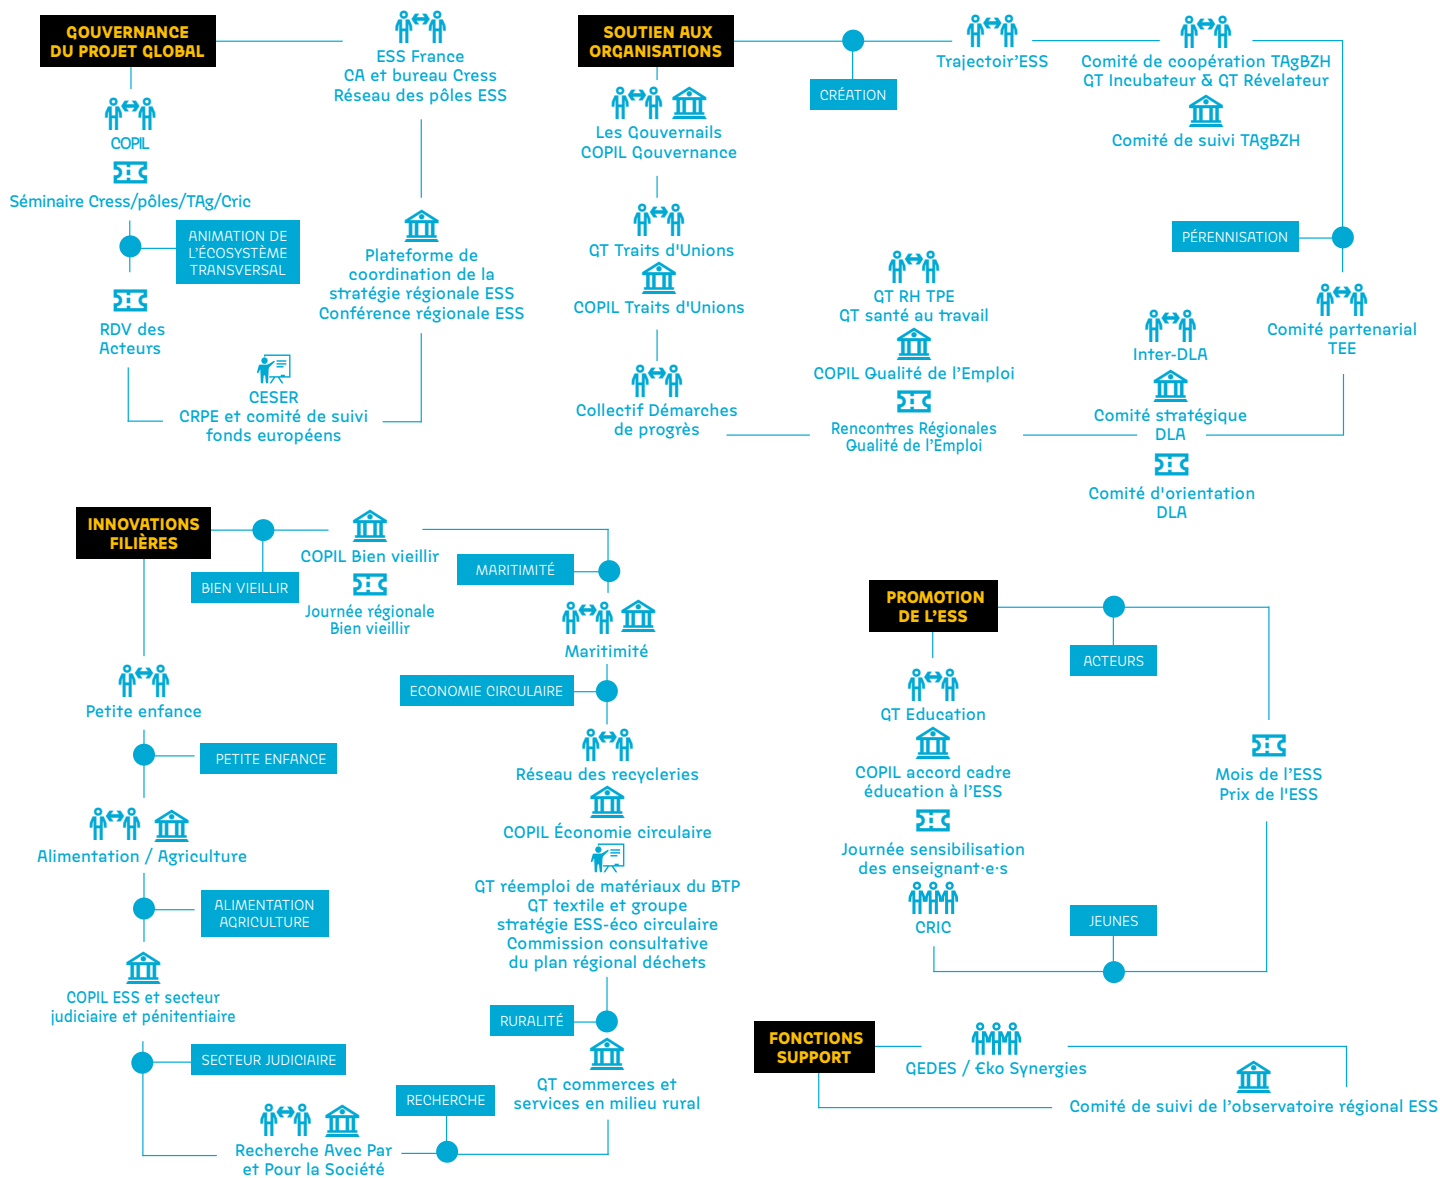 GOUVERNANCE
DU PROJET GLOBAL
ESS France
CA et bureau Cress
Réseau des pôles ESS
COPIL
Séminaire Cress/pôles/TAg/Cric
ANIMATION DE
L'ÉCOSYSTÈME
TRANSVERSAL
Plateforme de
coordination de la
stratégie régionale ESS
Conférence régionale ESS
RDV des
Acteurs
CESER
CRPE et comité de suivi
fonds européens
SOUTIEN AUX
ORGANISATIONS
CRÉATION
Trajectoir'ESS
Comité de coopération TAgBZH
GT Incubateur & GT Révelateur
Comité de suivi TAgBZH
Les Gouvernails
COPIL Gouvernance
PÉRENNISATION
GT Traits d'Unions
COPIL Traits d'Unions
GT RH TPE
GT santé au travail
COPIL Qualité de l'Emploi
Rencontres Régionales
Qualité de l'Emploi
Inter-DLA
Comité stratégique
DLA
Comité d'orientation
DLA
Comité partenarial
TEE
Collectif Démarches
de progrès
INNOVATIONS
FILIÈRES
BIEN VIEILLIR
COPIL Bien vieillir
Journée régionale
Bien vieillir
MARITIMITÉ
Maritimité
ECONOMIE CIRCULAIRE
Réseau des recycleries
COPIL Économie circulaire
GT réemploi de matériaux du BTP
GT textile et groupe
stratégie ESS-éco circulaire
Commission consultative
du plan régional déchets
RURALITÉ
GT commerces et
services en milieu rural
RECHERCHE
Recherche Avec Par
et Pour la Société
Petite enfance
PETITE ENFANCE
Alimentation / Agriculture
ALIMENTATION
AGRICULTURE
COPIL ESS et secteur
judiciaire et pénitentiaire
SECTEUR JUDICIAIRE
PROMOTION
DE L'ESS
ACTEURS
GT Education
COPIL accord cadre
éducation à l'ESS
Journée sensibilisation
des enseignant·e·s
CRIC
Mois de l'ESS
Prix de l'ESS
JEUNES
FONCTIONS
SUPPORT
GEDES / €ko Synergies
Comité de suivi de l'observatoire régional ESS